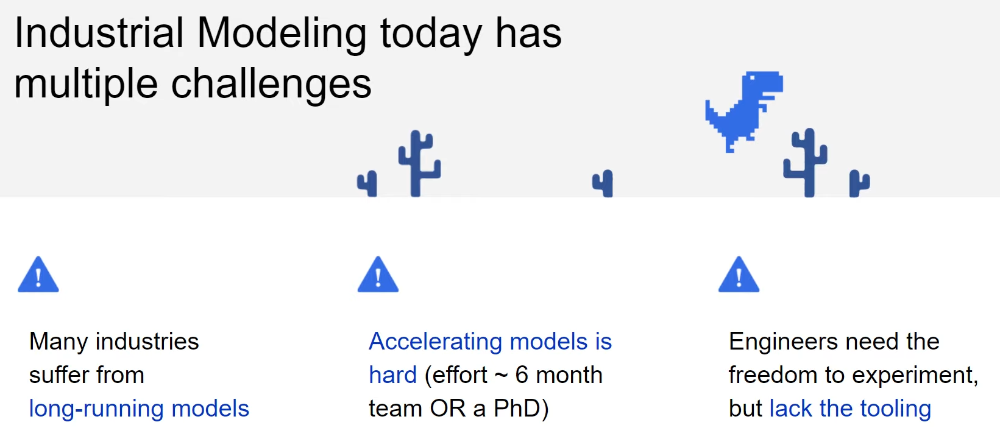 Industrial Modeling today has
multiple challenges
Many industries
suffer from
long-running models
Accelerating models is
hard (effort ~ 6 month
team OR a PhD)
Engineers need the
freedom to experiment,
but lack the tooling